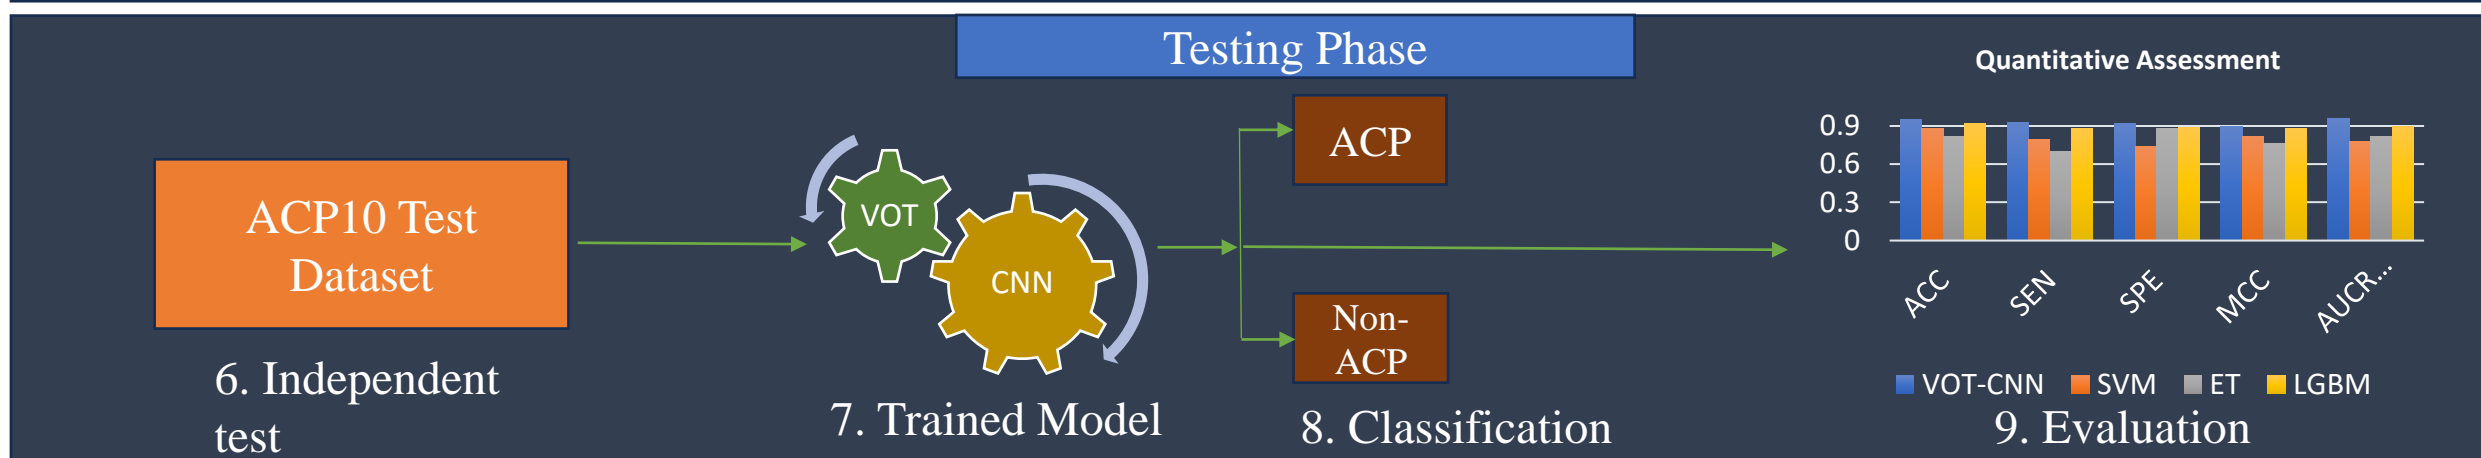 Testing Phase
ACP10 Test
Dataset
6. Independent
test
VOT
CNN
7. Trained Model
ACP
Non-
ACP
8. Classification
Quantitative Assessment
0.9
0.6
0.3
0
ACC
SEN
SPE
MCC
AUCR...
VOT-CNN SVM ET LGBM
9. Evaluation